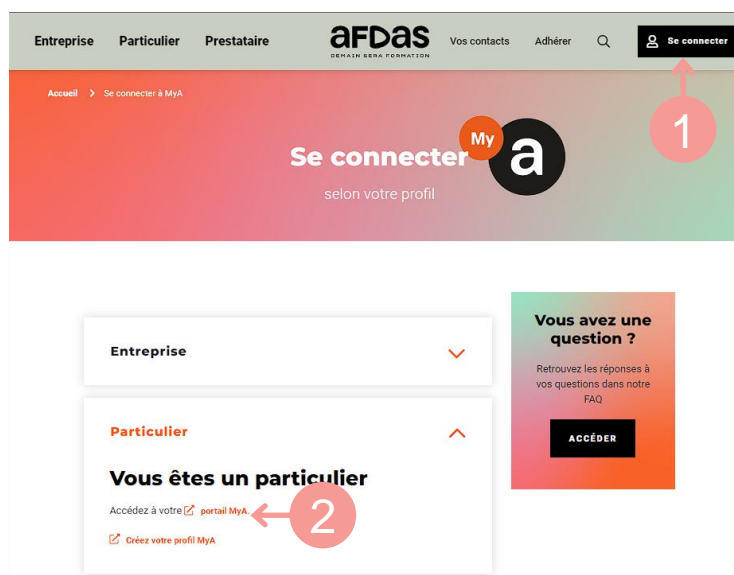 Entreprise Particulier Prestataire aFDas Vos contacts Adhérer Se connecter
DEMAIN SERA FORMATION
Accueil > Se connecter à MyA
1
Se connecter My a
selon votre profil
Vous avez une
question ?
Retrouvez les réponses à
vos questions dans notre
FAQ
ACCÉDER
Entreprise
Particulier
Vous êtes un particulier
Accédez à votre portail MyA.
2
Créez votre profil MyA